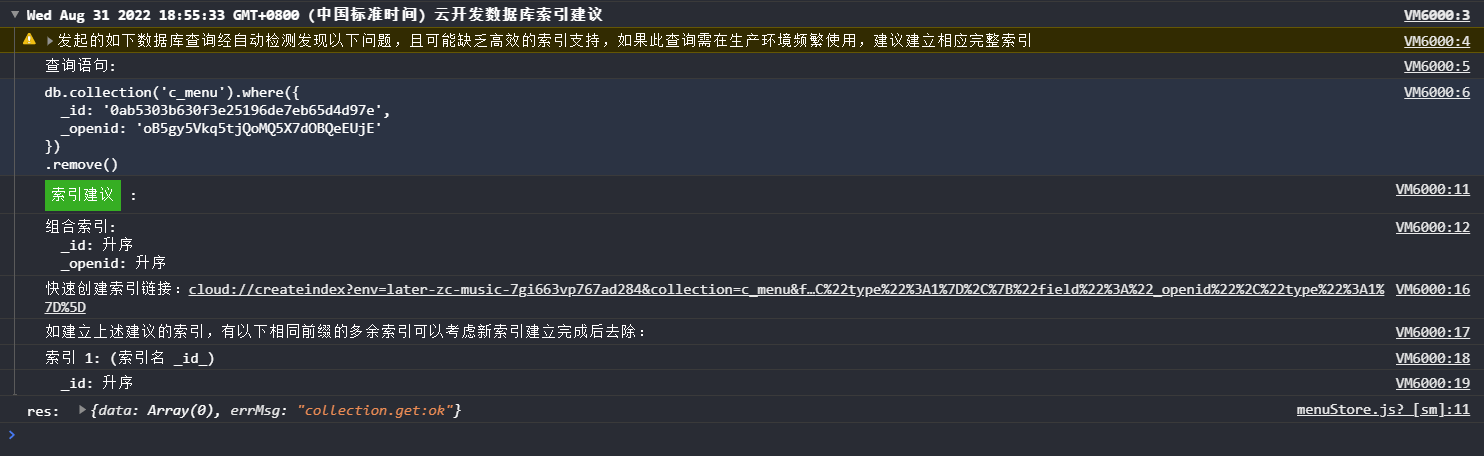 Wed Aug 31 2022 18:55:33 GMT+0800 (中国标准时间) 云开发数据库索引建议 VM6000:3
发起的如下数据库查询经自动检测发现以下问题，且可能缺乏高效的索引支持，如果此查询需在生产环境频繁使用，建议建立相应完整索引 VM6000:4
查询语句: VM6000:5
db.collection('c_menu').where({ VM6000:6
_id: '0ab5303b630f3e25196de7eb65d4d97e',
_openid: 'oB5gy5Vkq5tjQoMQ5X7dOBQeEUjE'
})
.remove()
索引建议 : VM6000:11
组合索引: VM6000:12
_id: 升序
_openid: 升序
快速创建索引链接：cloud://createindex?env=later-zc-music-7gi663vp767ad284&collection=c_menu&f…C%22type%22%3A1%7D%2C%7B%22field%22%3A%22_openid%22%2C%22type%22%3A1% VM6000:16
7D%5D
如建立上述建议的索引，有以下相同前缀的多余索引可以考虑新索引建立完成后去除： VM6000:17
索引 1: (索引名 _id_) VM6000:18
_id: 升序 VM6000:19
res: {data: Array(0), errMsg: "collection.get:ok"} menuStore.js? [sm]:11